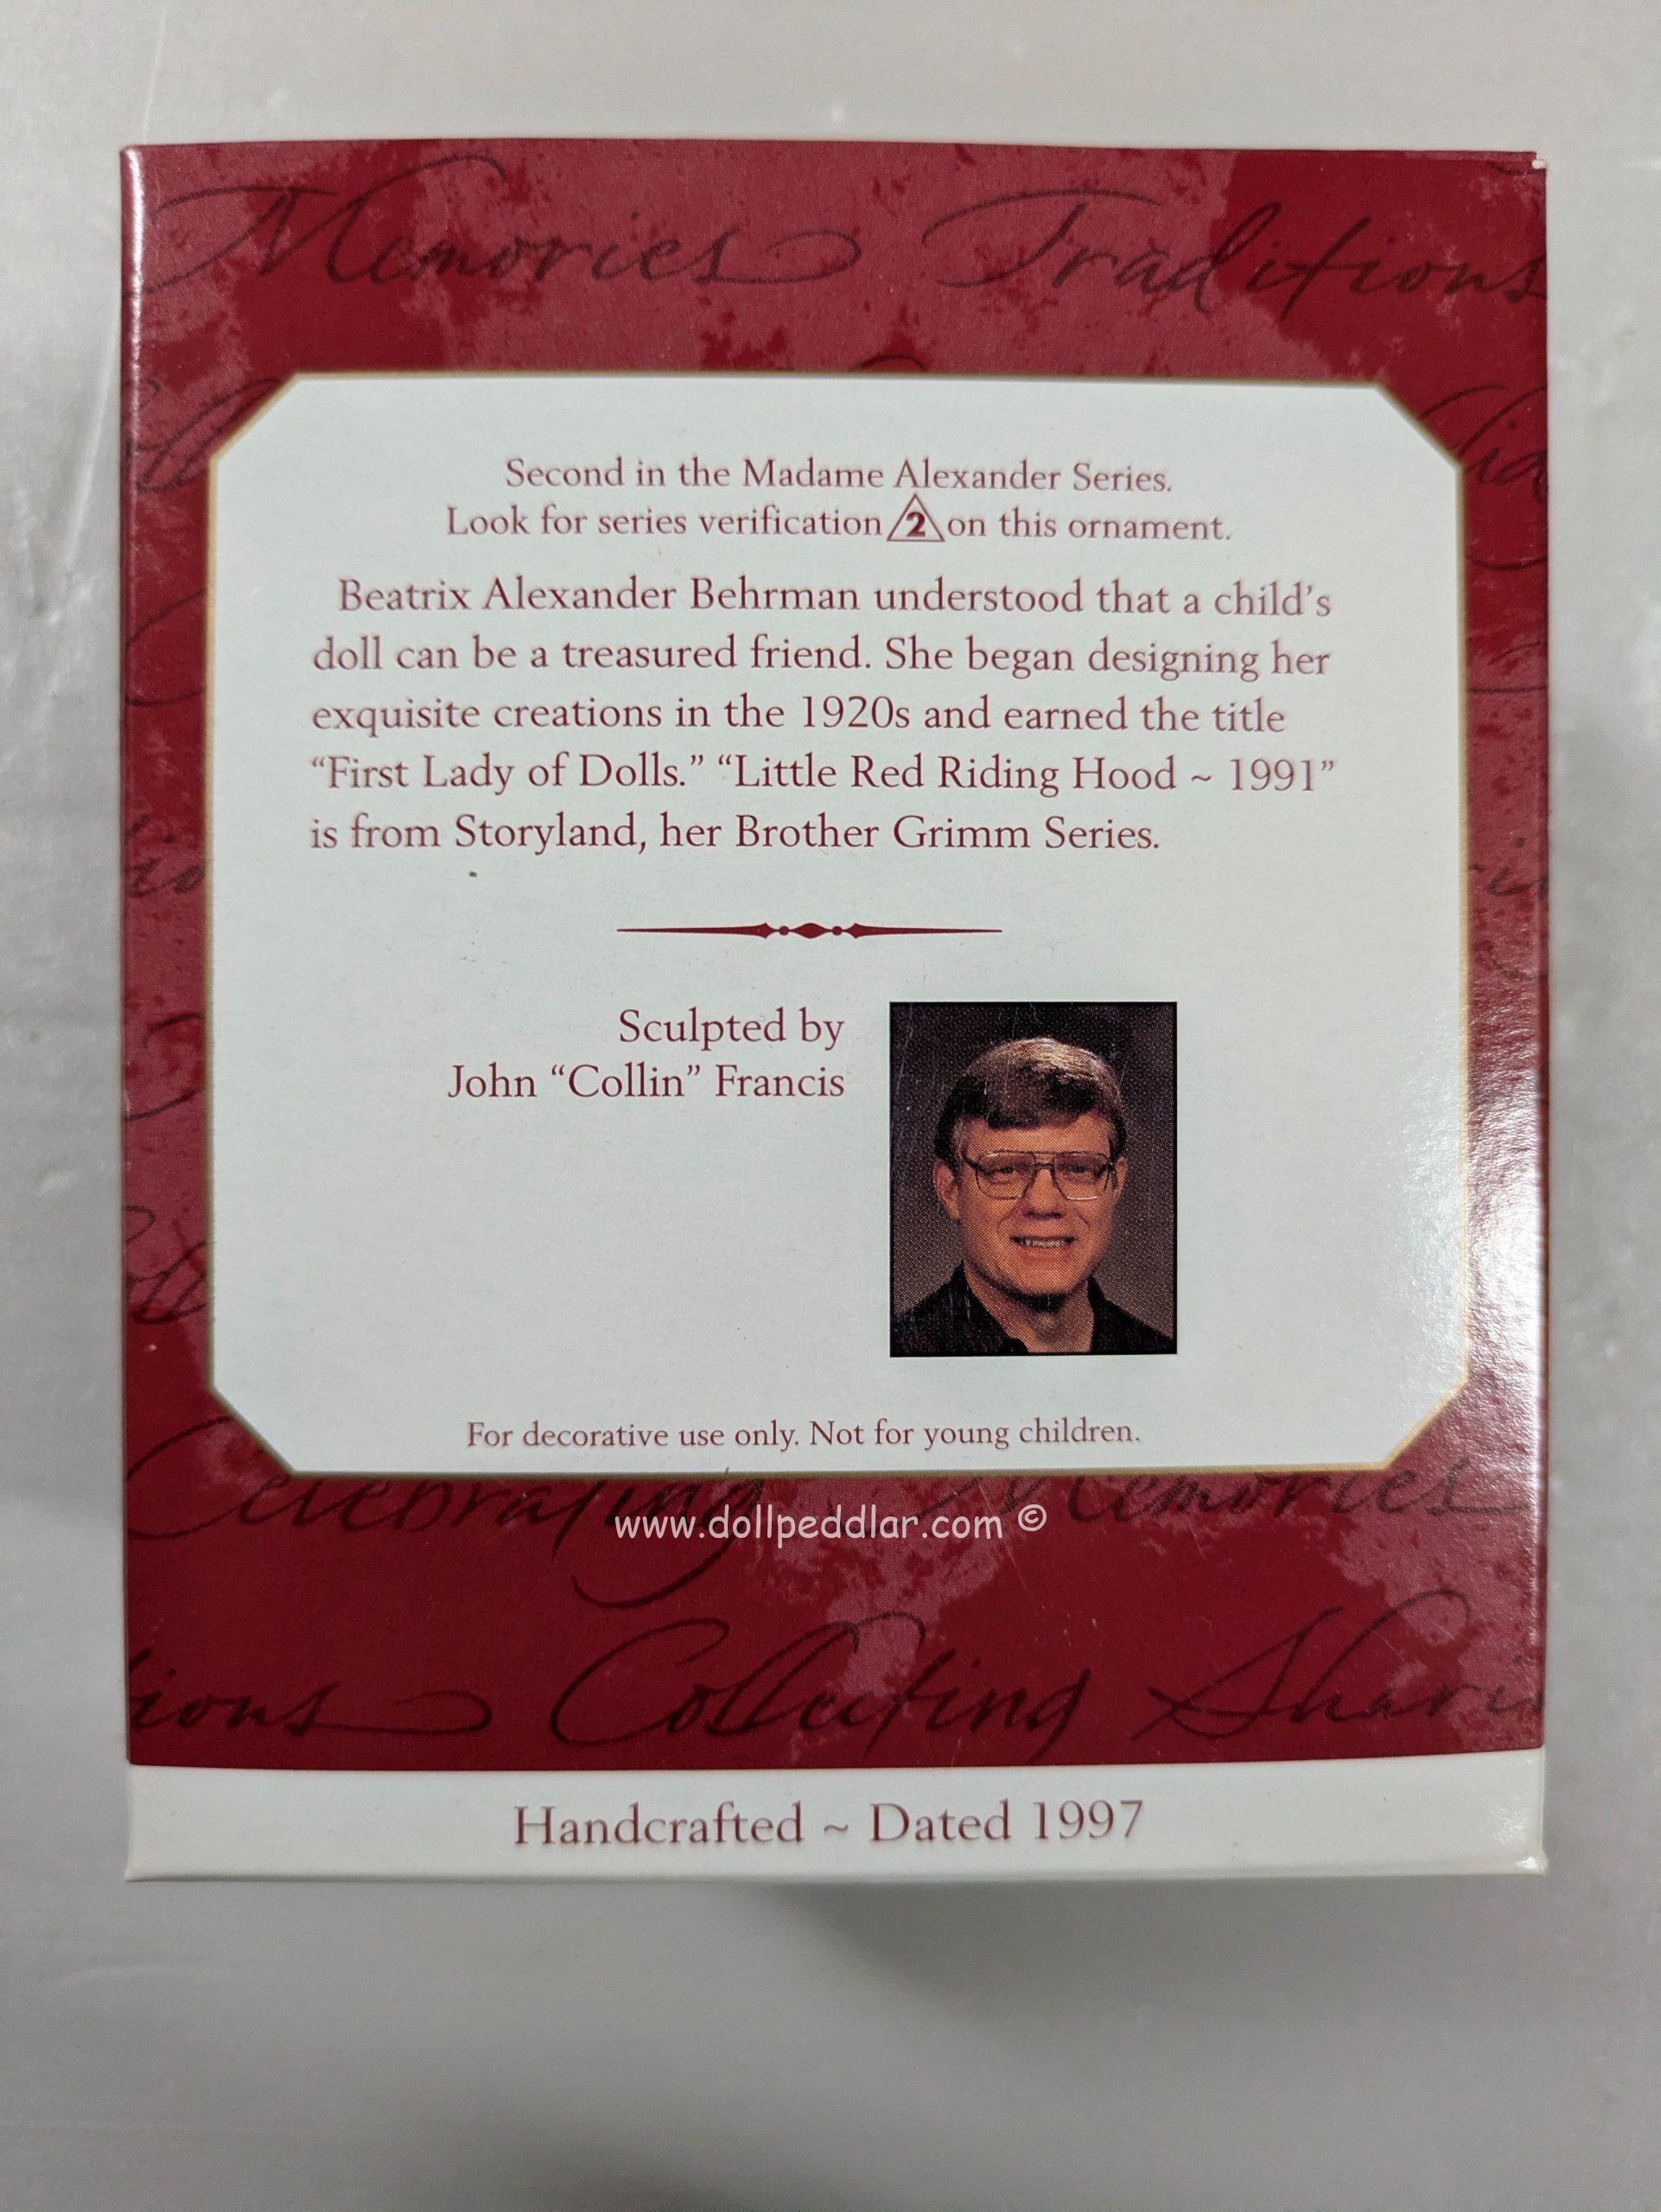 Memories Traditions
Second in the Madame Alexander Series.
Look for series verification 2 on this ornament.
Beatrix Alexander Behrman understood that a child's
doll can be a treasured friend. She began designing her
exquisite creations in the 1920s and earned the title
“First Lady of Dolls.” “Little Red Riding Hood ~ 1991”
is from Storyland, her Brother Grimm Series.
Sculpted by
John “Collin” Francis
For decorative use only. Not for young children.
Celebrating Memories
www.dollpeddlar.com ©
ions Collecting Shari
Handcrafted ~ Dated 1997